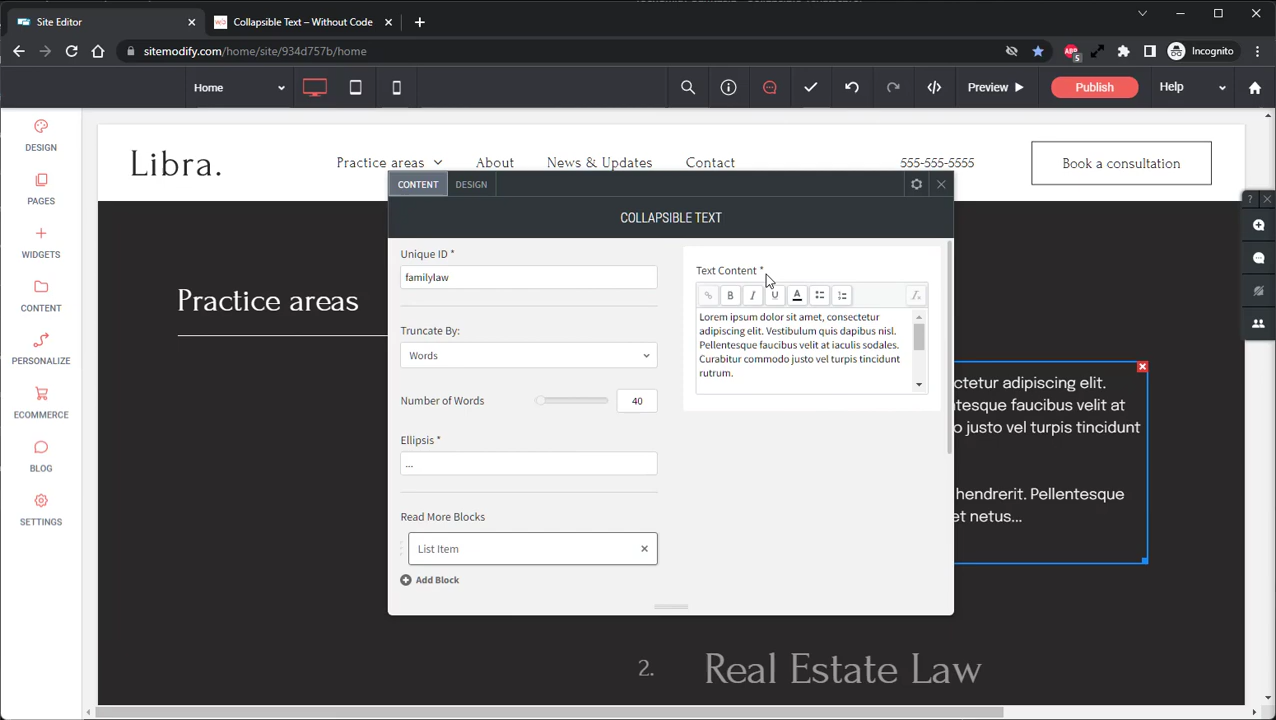 Site Editor
Collapsible Text – Without Code
sitemodify.com/home/site/934d757b/home
5
Incognito
Home
Preview
Publish
Help
DESIGN
PAGES
WIDGETS
CONTENT
PERSONALIZE
ECOMMERCE
BLOG
SETTINGS
Libra.
Practice areas
About
News & Updates
Contact
555-555-5555
Book a consultation
Practice areas
CONTENT
DESIGN
COLLAPSIBLE TEXT
Unique ID *
familylaw
Truncate By:
Words
Number of Words
40
Ellipsis *
...
Read More Blocks
List Item
Add Block
Text Content *
B I U A
Lorem ipsum dolor sit amet, consectetur
adipiscing elit. Vestibulum quis dapibus nisl.
Pellentesque faucibus velit at iaculis sodales.
Curabitur commodo justo vel turpis tincidunt
rutrum.
ctetur adipiscing elit.
tesque faucibus velit at
o justo vel turpis tincidunt
hendrerit. Pellentesque
et netus...
?
2.
Real Estate Law